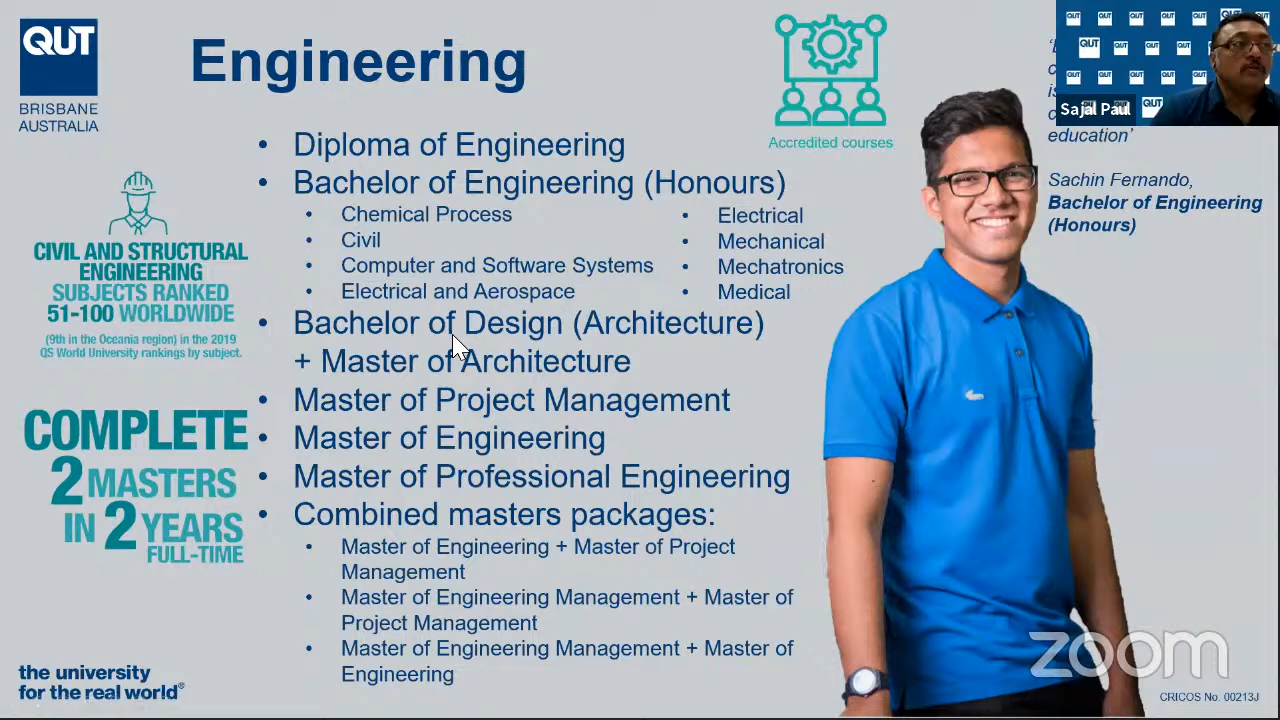 QUT
BRISBANE
AUSTRALIA
Engineering
Accredited courses
Sajal Paul
education’
Sachin Fernando,
Bachelor of Engineering
(Honours)
CIVIL AND STRUCTURAL
ENGINEERING
SUBJECTS RANKED
51-100 WORLDWIDE
(9th in the Oceania region) in the 2019
QS World University rankings by subject.
COMPLETE
2 MASTERS
IN 2 YEARS
FULL-TIME
• Diploma of Engineering
• Bachelor of Engineering (Honours)
• Chemical Process
• Civil
• Computer and Software Systems
• Electrical and Aerospace
• Electrical
• Mechanical
• Mechatronics
• Medical
• Bachelor of Design (Architecture)
+ Master of Architecture
• Master of Project Management
• Master of Engineering
• Master of Professional Engineering
• Combined masters packages:
• Master of Engineering + Master of Project
Management
• Master of Engineering Management + Master of
Project Management
• Master of Engineering Management + Master of
Engineering
the university
for the real world®
zoom
CRICOS No. 00213J